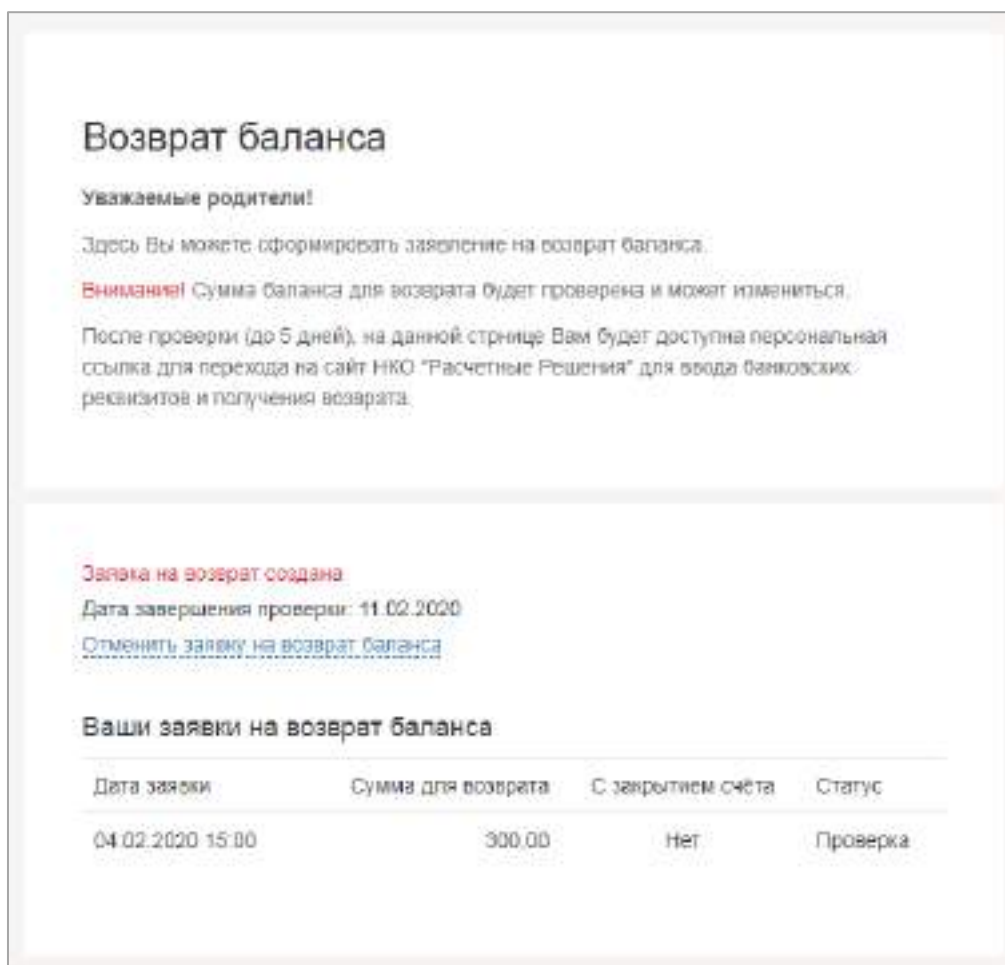 Возврат баланса
Уважаемые родители!
Здесь Вы можете сформировать заявление на возврат баланса.
Внимание! Сумма баланса для возврата будет проверена и может измениться.
После проверки (до 5 дней), на данной стрнице Вам будет доступна персональная
ссылка для перехода на сайт НКО "Расчетные Решения" для ввода банковских
реквизитов и получения возврата.
Заявка на возврат создана
Дата завершения проверки: 11.02.2020
Отменить заявку на возврат баланса
Ваши заявки на возврат баланса
Дата заявки Сумма для возврата С закрытием счёта Статус
04.02.2020 15:00 300,00 Нет Проверка